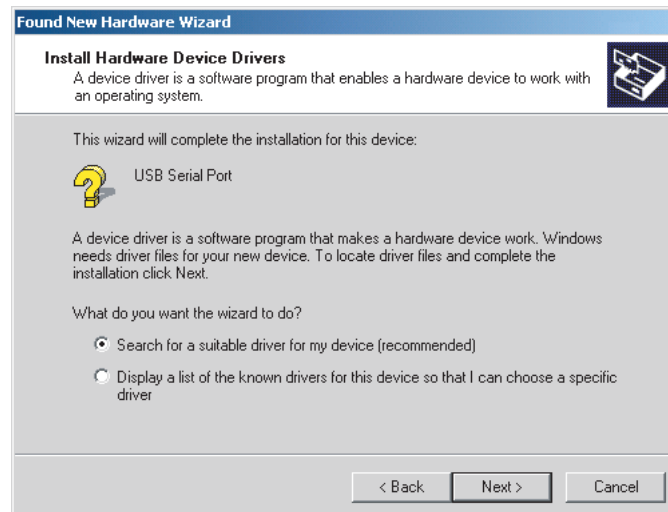 Found New Hardware Wizard
Install Hardware Device Drivers
A device driver is a software program that enables a hardware device to work with
an operating system.
This wizard will complete the installation for this device:
USB Serial Port
A device driver is a software program that makes a hardware device work. Windows
needs driver files for your new device. To locate driver files and complete the
installation click Next.
What do you want the wizard to do?
Search for a suitable driver for my device (recommended)
Display a list of the known drivers for this device so that I can choose a specific
driver
< Back Next > Cancel